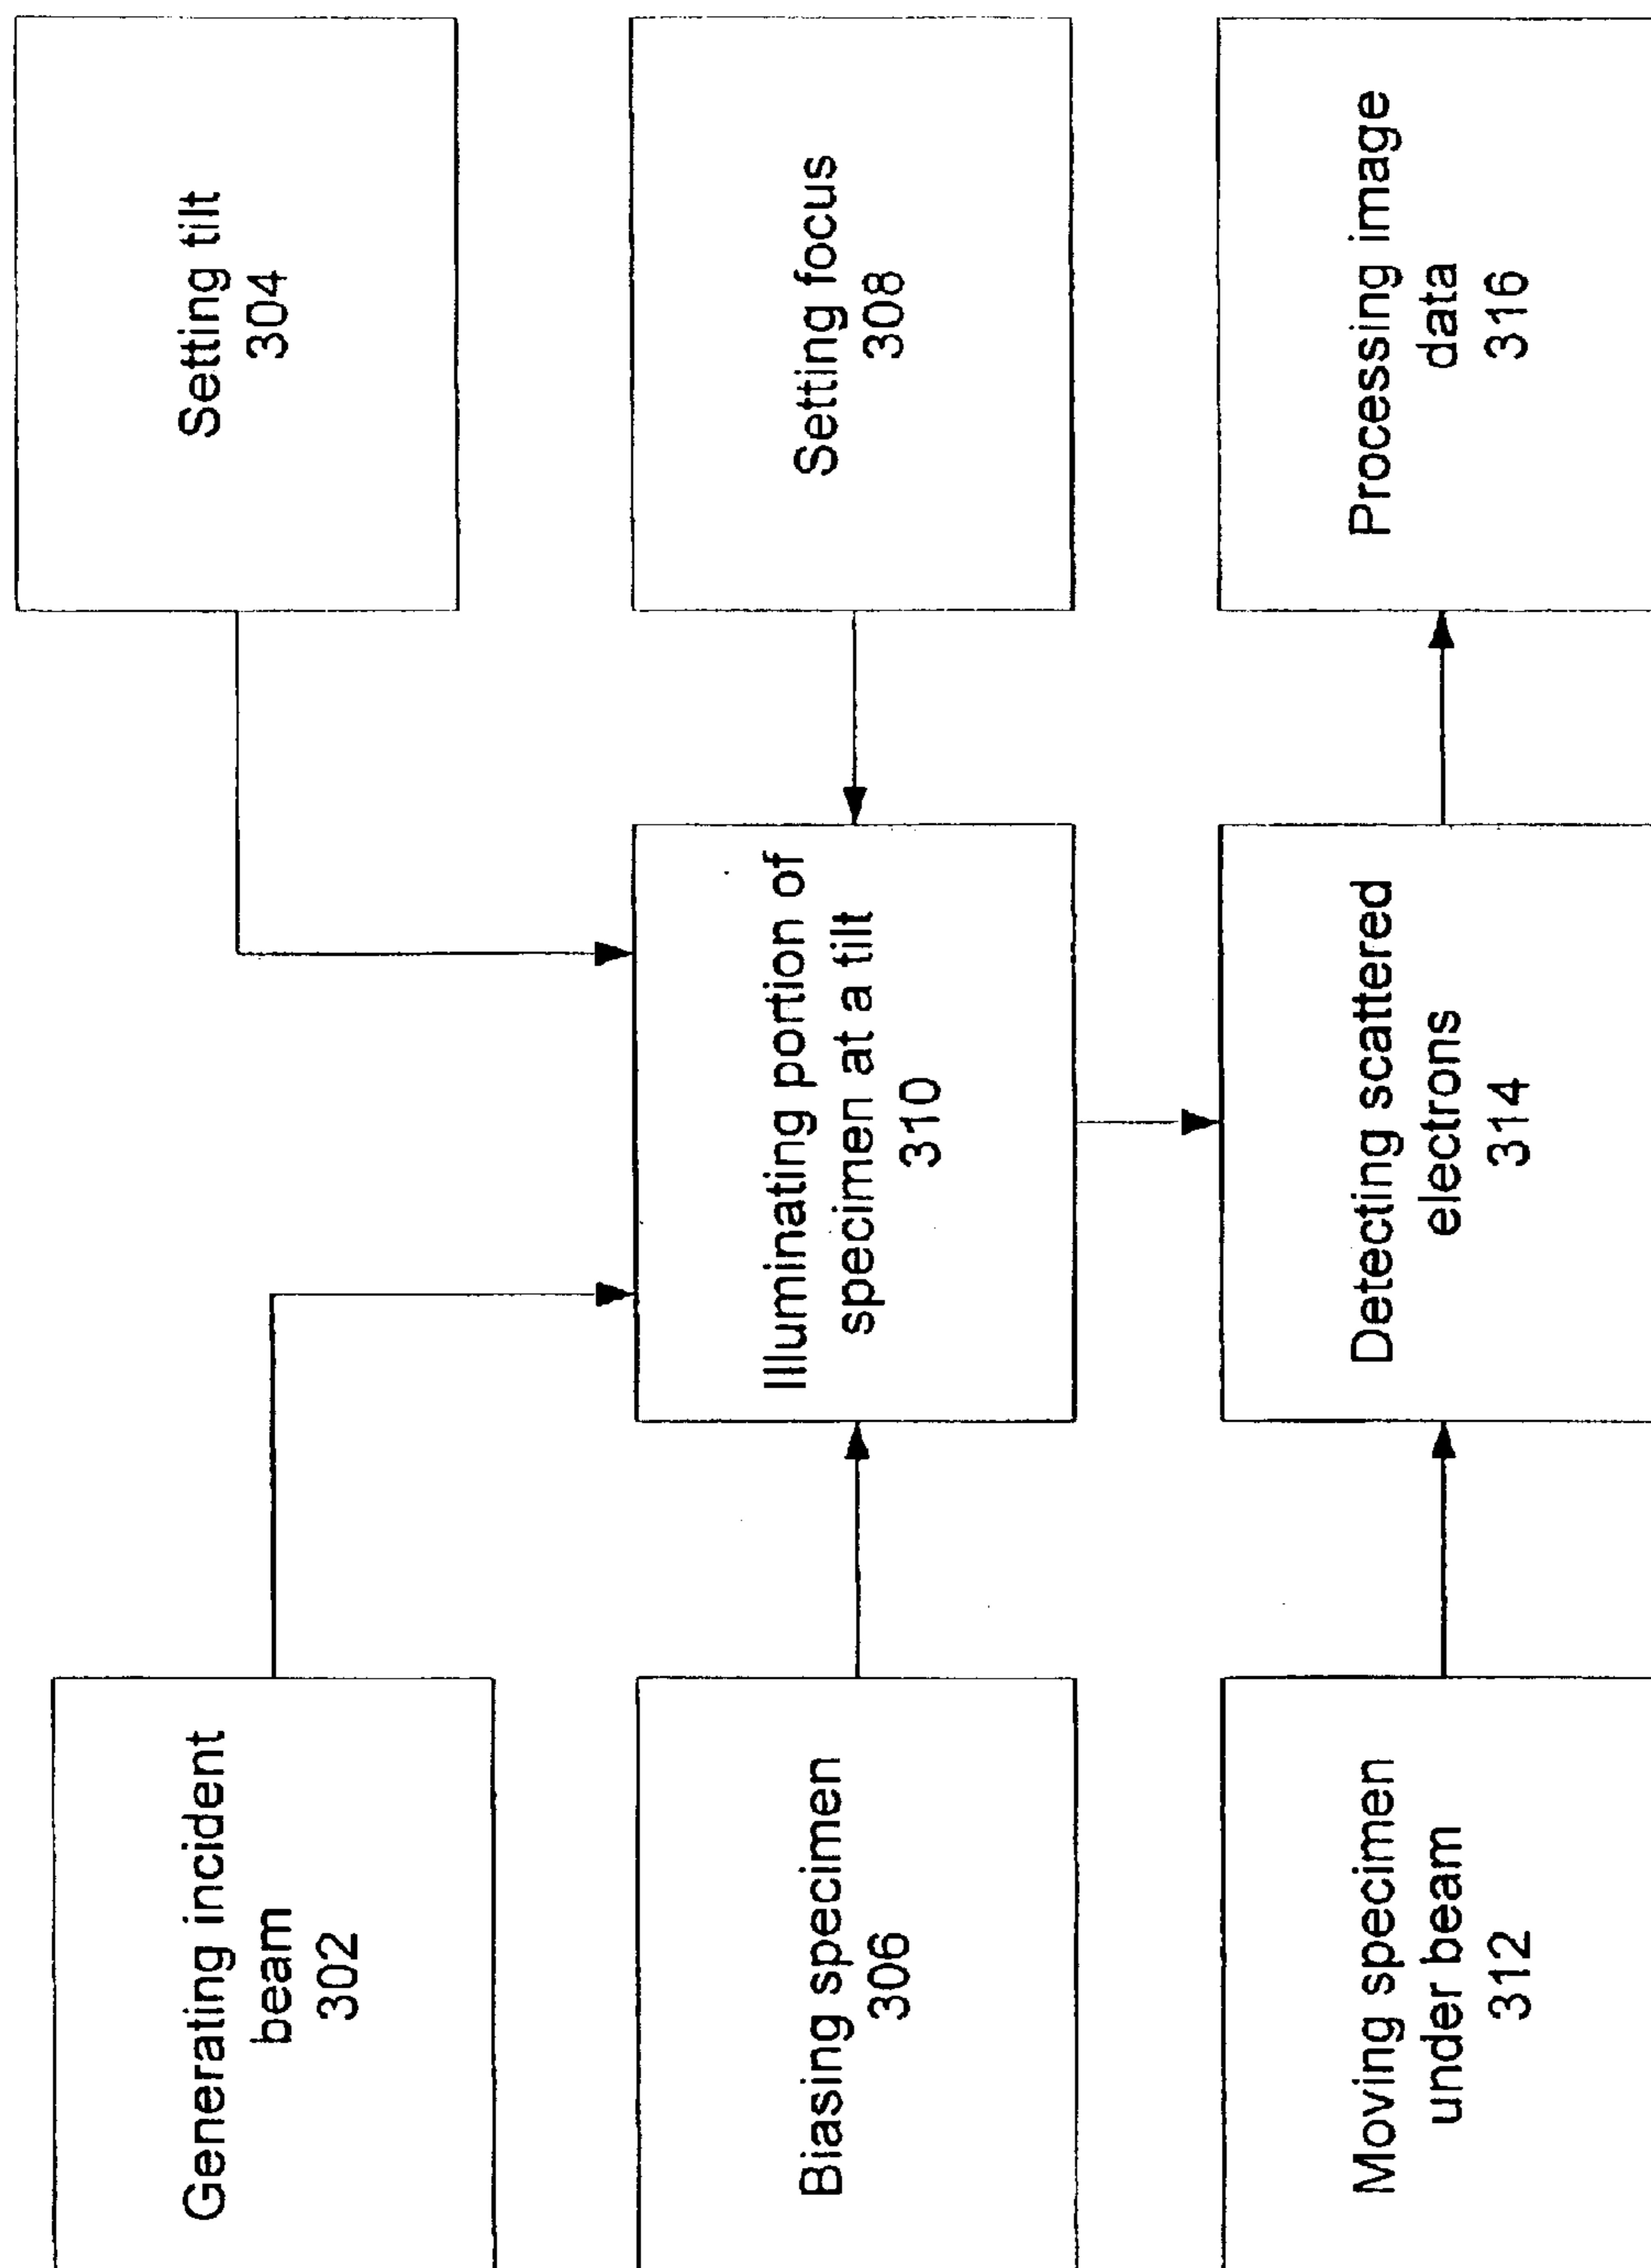 Generating incident
beam
302
Setting tilt
304
Biasing specimen
306
Illuminating portion of
specimen at a tilt
310
Setting focus
308
Moving specimen
under beam
312
Detecting scattered
electrons
314
Processing image
data
316